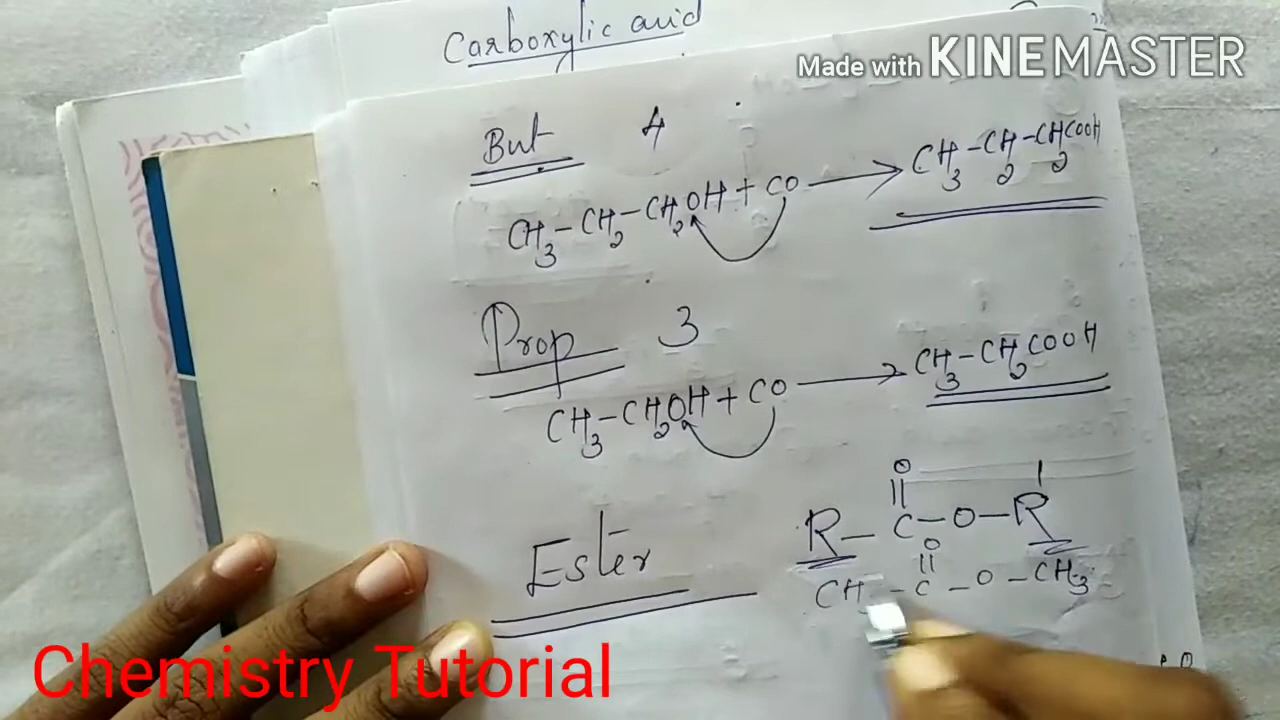 Carboxylic acid
Made with KINEMASTER
But 4
CH3-CH2-CH2OH + CO → CH3-CH2-CH2COOH
Prop 3
CH3-CH2OH + CO → CH3-CH2COOH
O
||
R-C-O-R'
Ester
O
||
CH -C-O-CH3
Chemistry Tutorial